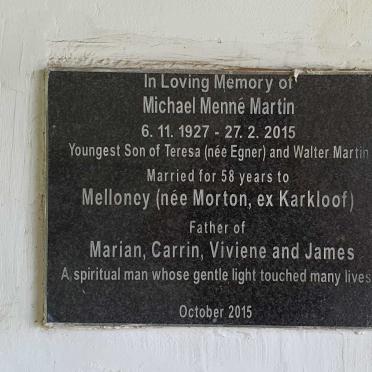 In Loving Memory of
Michael Menné Martin
6. 11. 1927 - 27. 2. 2015
Youngest Son of Teresa (née Egner) and Walter Martin
Married for 58 years to
Melloney (née Morton, ex Karkloof)
Father of
Marian, Carrin, Viviene and James
A spiritual man whose gentle light touched many lives
October 2015